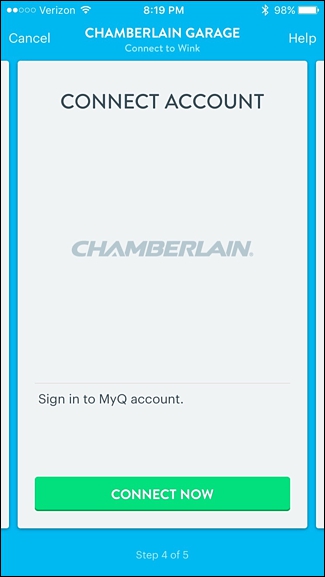 Verizon 8:19 PM 98%
Cancel CHAMBERLAIN GARAGE Help
Connect to Wink
CONNECT ACCOUNT
CHAMBERLAIN®
Sign in to MyQ account.
CONNECT NOW
Step 4 of 5